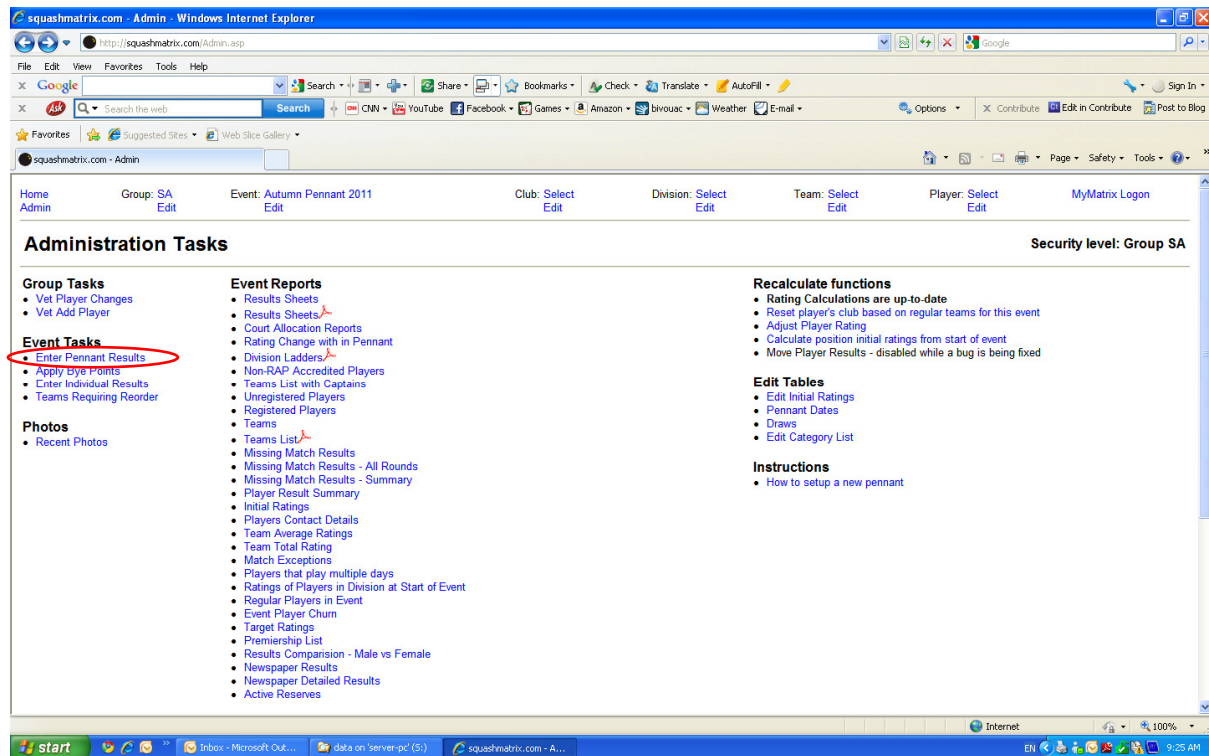 squashmatrix.com - Admin - Windows Internet Explorer
http://squashmatrix.com/Admin.asp
Google
File Edit View Favorites Tools Help
x Google Search Share Bookmarks Check Translate AutoFill Sign In
x Search the web Search CNN YouTube Facebook Games Amazon bivouac Weather E-mail Options x Contribute Edit in Contribute Post to Blog
Favorites Suggested Sites Web Slice Gallery
squashmatrix.com - Admin Page Safety Tools
Home Group: SA Event: Autumn Pennant 2011 Club: Select Division: Select Team: Select Player: Select MyMatrix Logon
Admin Edit Edit Edit Edit Edit Edit
Administration Tasks
Security level: Group SA
Group Tasks
• Vet Player Changes
• Vet Add Player
Event Tasks
• Enter Pennant Results
• Apply Bye Points
• Enter Individual Results
• Teams Requiring Reorder
Photos
• Recent Photos
Event Reports
• Results Sheets
• Results Sheets
• Court Allocation Reports
• Rating Change with in Pennant
• Division Ladders
• Non-RAP Accredited Players
• Teams List with Captains
• Unregistered Players
• Registered Players
• Teams
• Teams List
• Missing Match Results
• Missing Match Results - All Rounds
• Missing Match Results - Summary
• Player Result Summary
• Initial Ratings
• Players Contact Details
• Team Average Ratings
• Team Total Rating
• Match Exceptions
• Players that play multiple days
• Ratings of Players in Division at Start of Event
• Regular Players in Event
• Event Player Churn
• Target Ratings
• Premiership List
• Results Comparision - Male vs Female
• Newspaper Results
• Newspaper Detailed Results
• Active Reserves
Recalculate functions
• Rating Calculations are up-to-date
• Reset player's club based on regular teams for this event
• Adjust Player Rating
• Calculate position initial ratings from start of event
• Move Player Results - disabled while a bug is being fixed
Edit Tables
• Edit Initial Ratings
• Pennant Dates
• Draws
• Edit Category List
Instructions
• How to setup a new pennant
Internet 100%
start Inbox - Microsoft Out... data on 'server-pc' (S:) squashmatrix.com - A... EN 9:25 AM